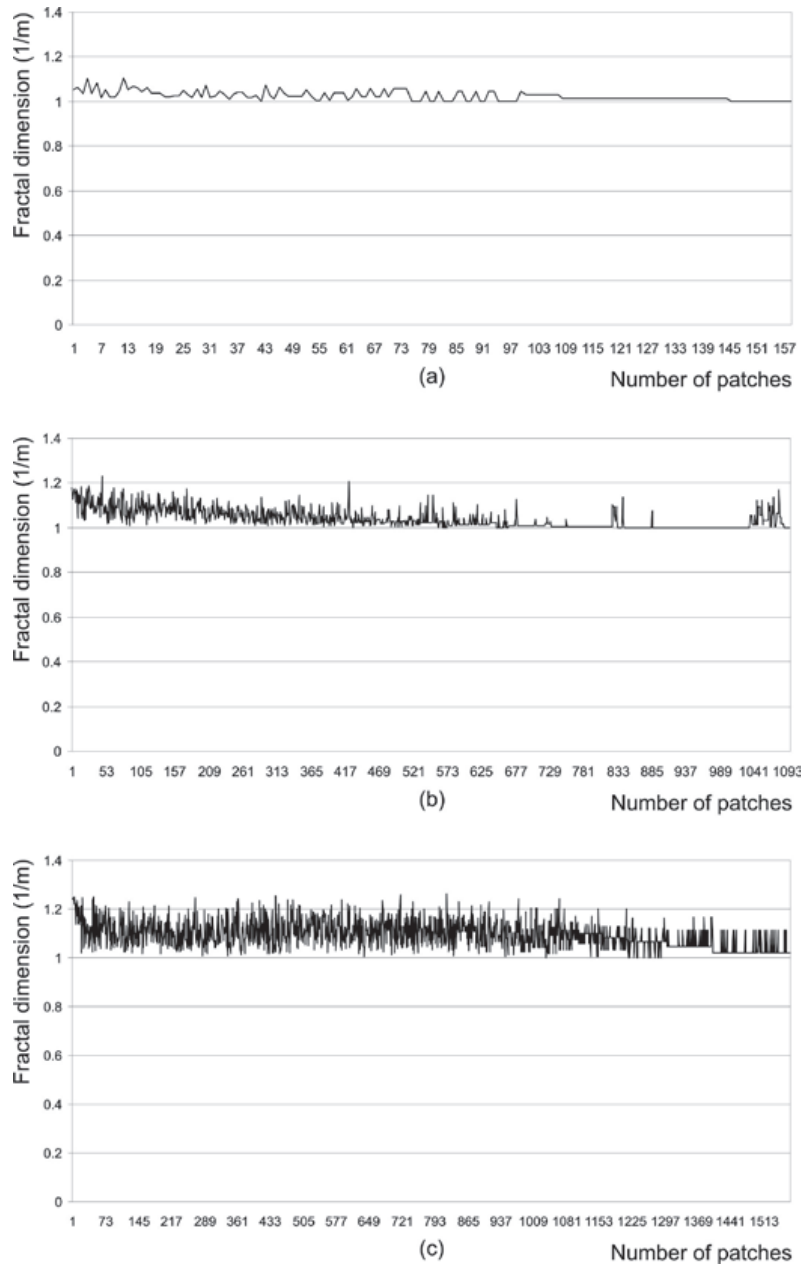 Fractal dimension (1/m)
1.4
1.2
1
0.8
0.6
0.4
0.2
0
1 7 13 19 25 31 37 43 49 55 61 67 73 79 85 91 97 103 109 115 121 127 133 139 145 151 157
(a)
Number of patches
Fractal dimension (1/m)
1.4
1.2
1
0.8
0.6
0.4
0.2
0
1 53 105 157 209 261 313 365 417 469 521 573 625 677 729 781 833 885 937 989 1041 1093
(b)
Number of patches
Fractal dimension (1/m)
1.4
1.2
1
0.8
0.6
0.4
0.2
0
1 73 145 217 289 361 433 505 577 649 721 793 865 937 1009 1081 1153 1225 1297 1369 1441 1513
(c)
Number of patches